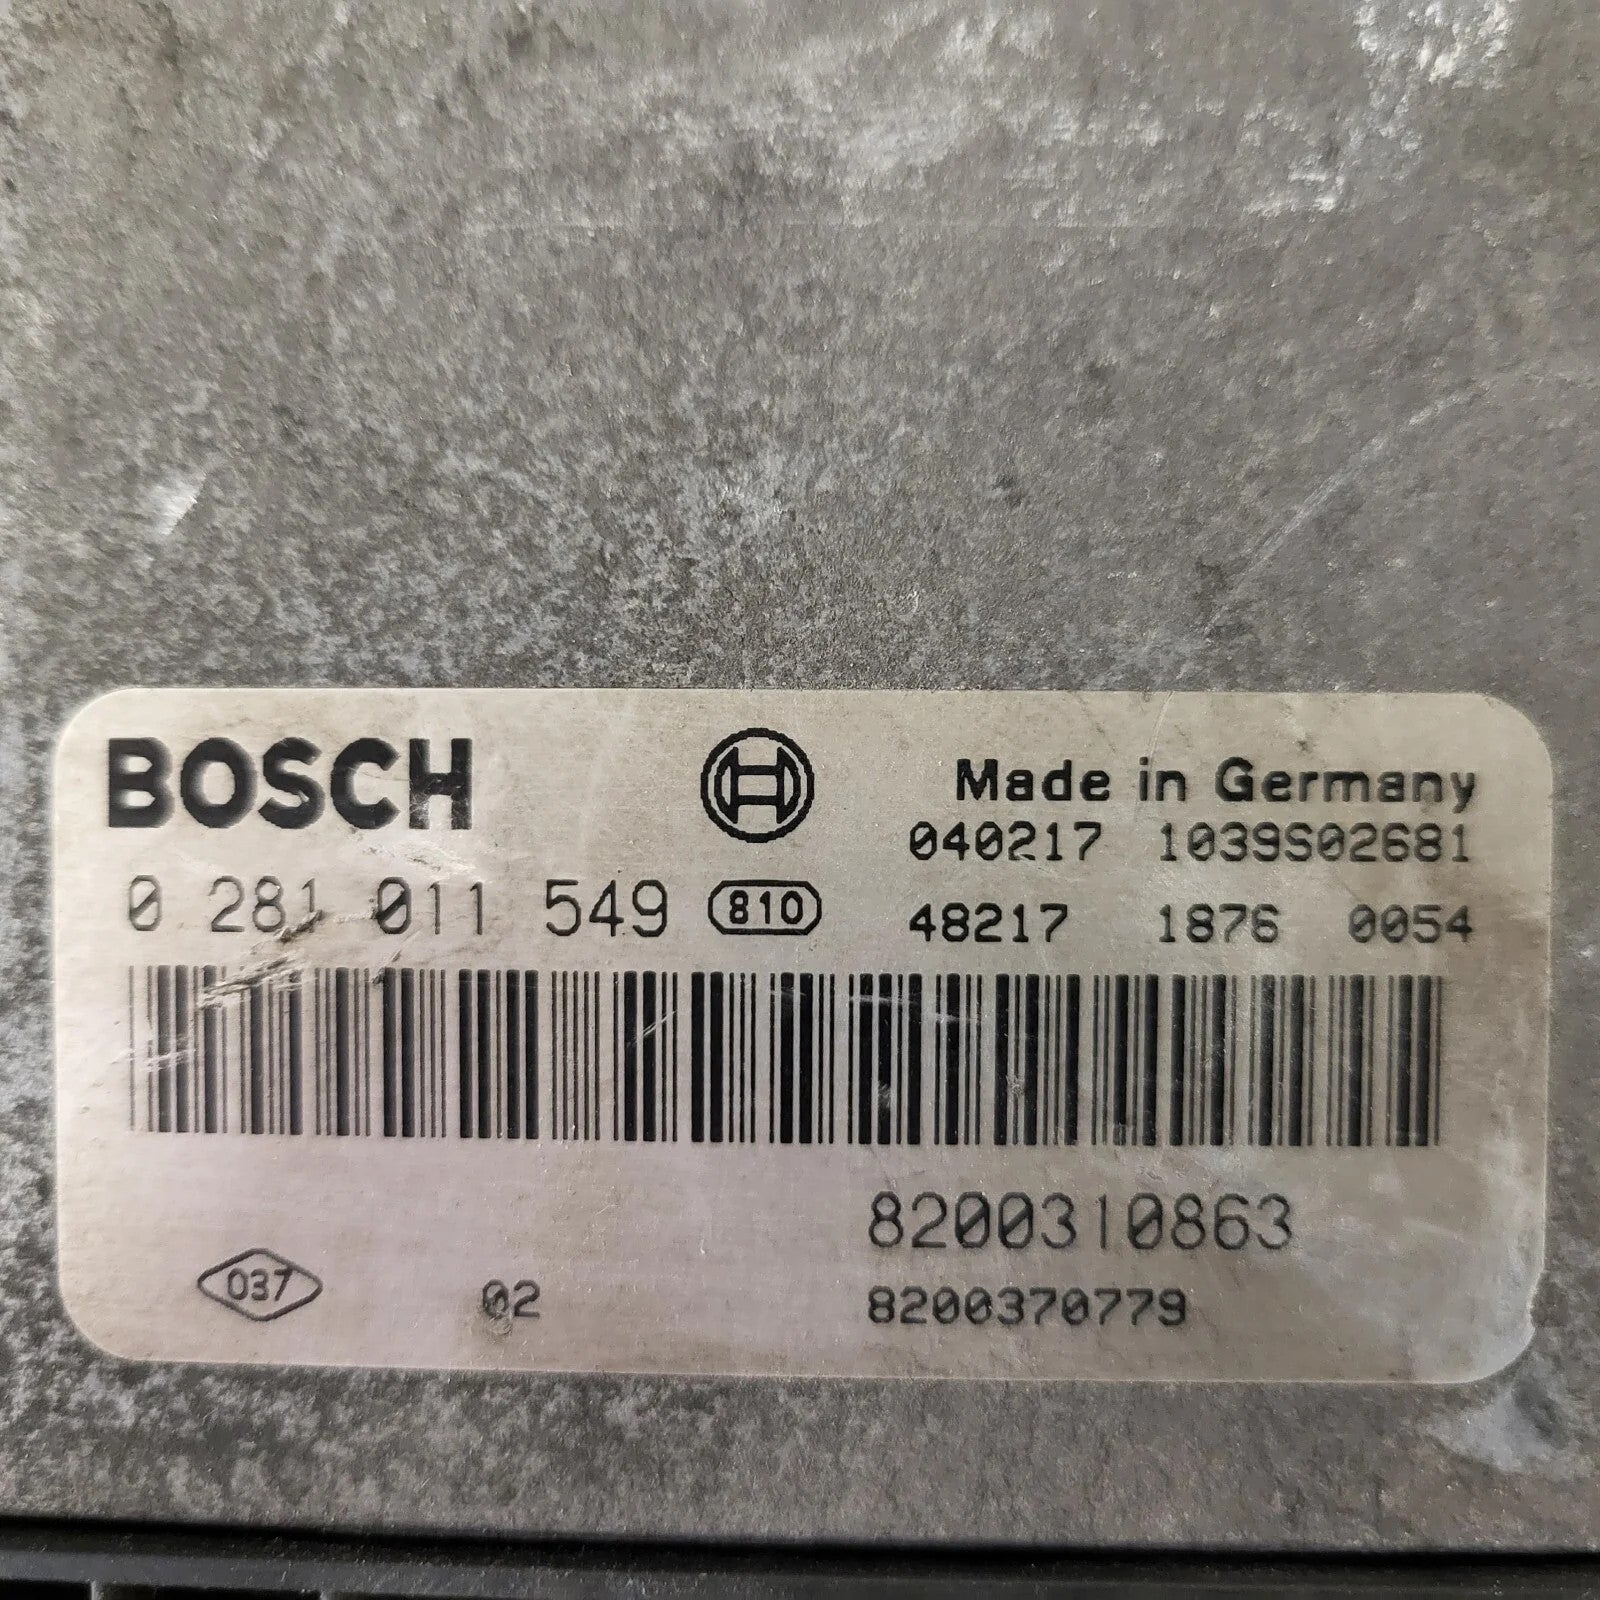 BOSCH
Made in Germany
040217 1039S02681
0 281 011 549 810 48217 1876 0054
8200310863
037 02 8200370779